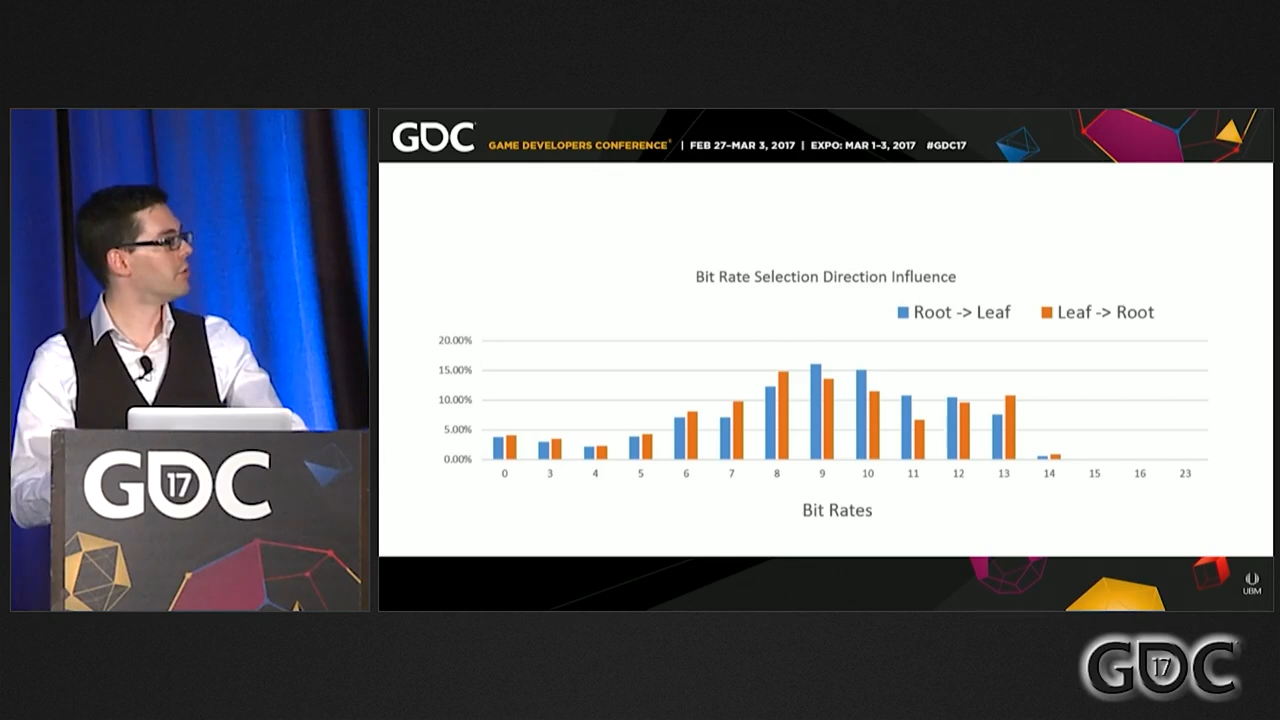 GDC
GAME DEVELOPERS CONFERENCE | FEB 27–MAR 3, 2017 | EXPO: MAR 1–3, 2017 #GDC17
Bit Rate Selection Direction Influence
Root -> Leaf
Leaf -> Root
20.00%
15.00%
10.00%
5.00%
0.00%
0 3 4 5 6 7 8 9 10 11 12 13 14 15 16 23
Bit Rates
GDC
17
UBM
GDC
17